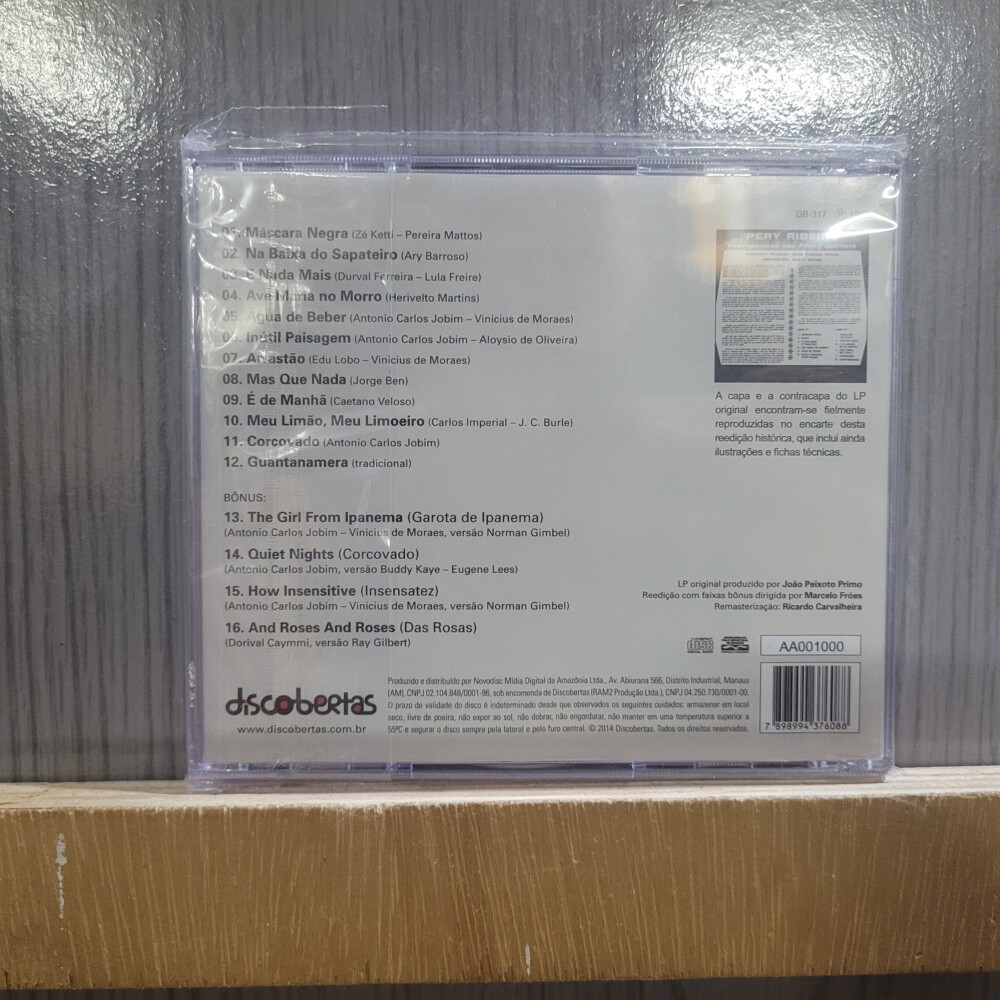 DB-317
01. Máscara Negra (Zé Ketti – Pereira Mattos)
02. Na Baixa do Sapateiro (Ary Barroso)
03. E Nada Mais (Durval Ferreira – Lula Freire)
04. Ave Maria no Morro (Herivelto Martins)
05. Água de Beber (Antonio Carlos Jobim – Vinicius de Moraes)
06. Inútil Paisagem (Antonio Carlos Jobim – Aloysio de Oliveira)
07. Arrastão (Edu Lobo – Vinicius de Moraes)
08. Mas Que Nada (Jorge Ben)
09. É de Manhã (Caetano Veloso)
10. Meu Limão, Meu Limoeiro (Carlos Imperial – J. C. Burle)
11. Corcovado (Antonio Carlos Jobim)
12. Guantanamera (tradicional)
BÔNUS:
13. The Girl From Ipanema (Garota de Ipanema)
(Antonio Carlos Jobim – Vinicius de Moraes, versão Norman Gimbel)
14. Quiet Nights (Corcovado)
(Antonio Carlos Jobim, versão Buddy Kaye – Eugene Lees)
15. How Insensitive (Insensatez)
(Antonio Carlos Jobim – Vinicius de Moraes, versão Norman Gimbel)
16. And Roses And Roses (Das Rosas)
(Dorival Caymmi, versão Ray Gilbert)
PERY RIBEIRO
A capa e a contracapa do LP
original encontram-se fielmente
reproduzidas no encarte desta
reedição histórica, que inclui ainda
ilustrações e fichas técnicas.
LP original produzido por João Peixoto Primo
Reedição com faixas bônus dirigida por Marcelo Fróes
Remasterização: Ricardo Carvalheira
COMPACT
disc
DIGITAL AUDIO
AA001000
discobertas
www.discobertas.com.br
Produzido e distribuído por Novodisc Mídia Digital da Amazônia Ltda., Av. Abiurana 566, Distrito Industrial, Manaus
(AM), CNPJ 02.104.848/0001-96, sob encomenda de Discobertas (RAM2 Produção Ltda.), CNPJ 04.250.730/0001-00.
O prazo de validade do disco é indeterminado desde que observados os seguintes cuidados: armazenar em local
seco, livre de poeira, não expor ao sol, não dobrar, não engordurar, não manter em uma temperatura superior a
55ºC e segurar o disco sempre pela lateral e pelo furo central. © 2014 Discobertas. Todos os direitos reservados.
7 898994 376088